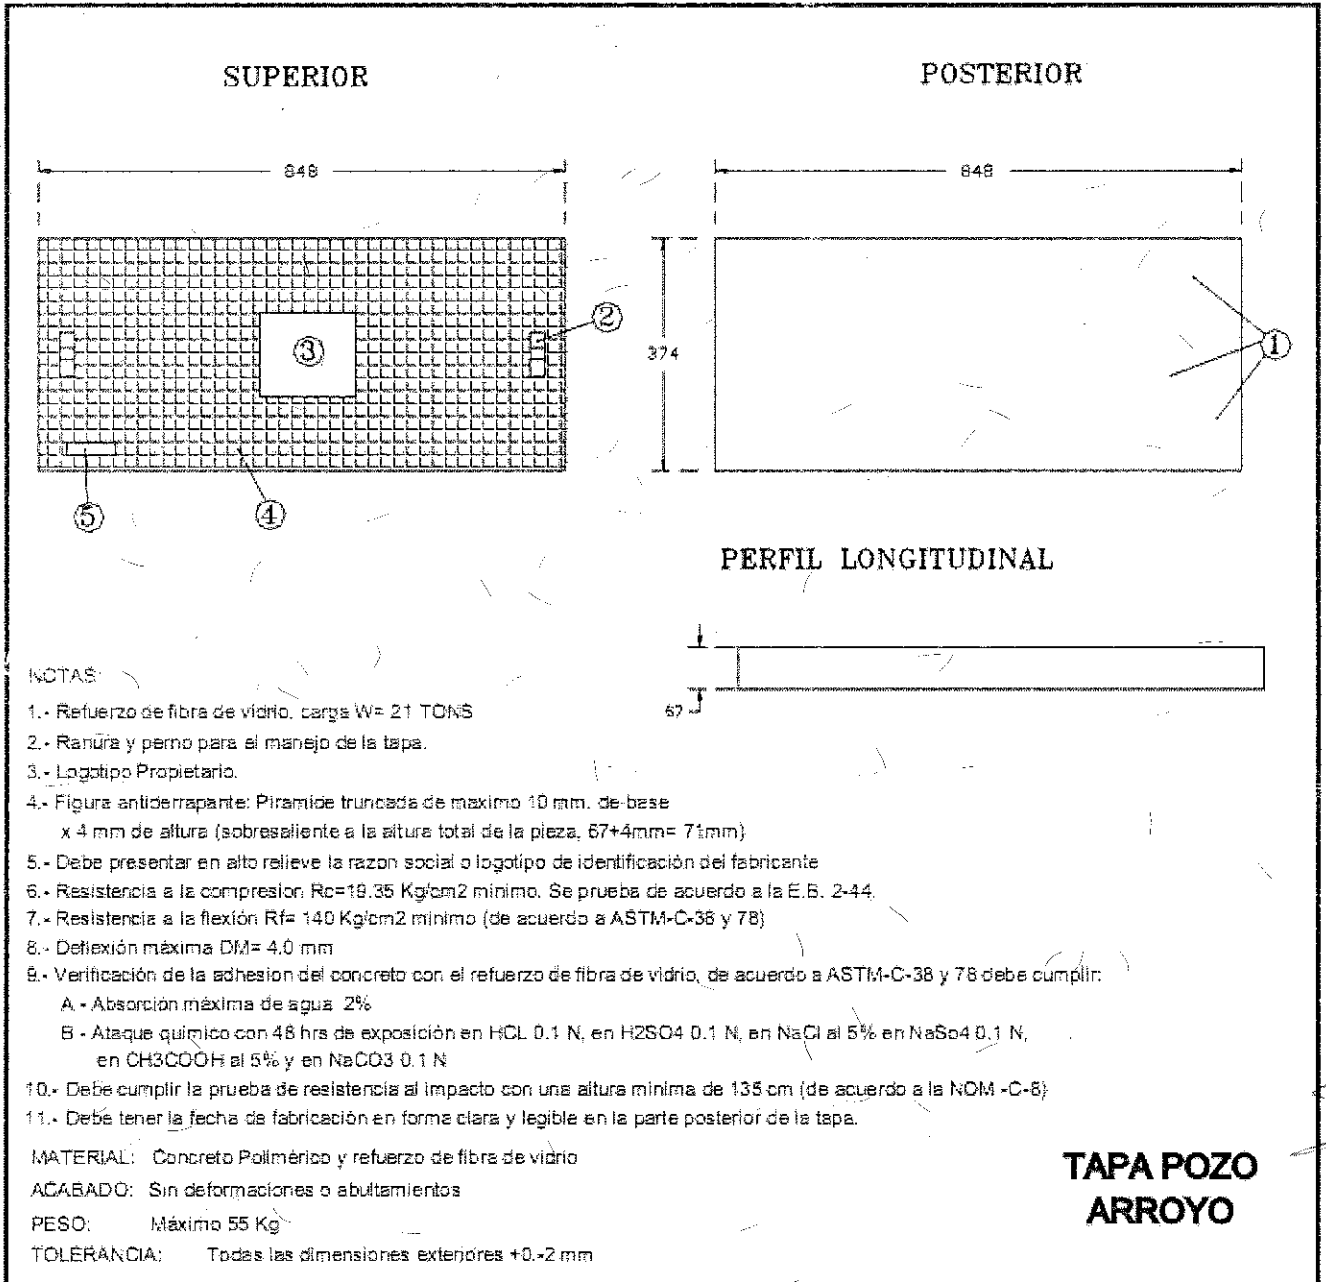 SUPERIOR
POSTERIOR
848
848
374
1
2
3
4
5
PERFIL LONGITUDINAL
67
NOTAS:
1.- Refuerzo de fibra de vidrio, carga W= 21 TONS
2.- Ranura y perno para el manejo de la tapa.
3.- Logotipo Propietario.
4.- Figura antiderrapante: Piramide truncada de maximo 10 mm. de base
x 4 mm de altura (sobresaliente a la altura total de la pieza, 67+4mm= 71mm)
5.- Debe presentar en alto relieve la razon social o logotipo de identificación del fabricante
6.- Resistencia a la compresion Rc=19.35 Kg/cm2 minimo. Se prueba de acuerdo a la E.B. 2-44.
7.- Resistencia a la flexión Rf= 140 Kg/cm2 minimo (de acuerdo a ASTM-C-38 y 78)
8.- Deflexión máxima DM= 4.0 mm
9.- Verificación de la adhesion del concreto con el refuerzo de fibra de vidrio, de acuerdo a ASTM-C-38 y 78 debe cumplir:
A - Absorción máxima de agua 2%
B - Ataque quimico con 48 hrs de exposición en HCL 0.1 N, en H2SO4 0.1 N, en NaCl al 5% en NaSo4 0.1 N,
en CH3COOH al 5% y en NaCO3 0.1 N
10.- Debe cumplir la prueba de resistencia al impacto con una altura minima de 135 cm (de acuerdo a la NOM -C-8)
11.- Debe tener la fecha de fabricación en forma clara y legible en la parte posterior de la tapa.
MATERIAL: Concreto Polimérico y refuerzo de fibra de vidrio
ACABADO: Sin deformaciones o abultamientos
PESO: Máximo 55 Kg
TOLERANCIA: Todas las dimensiones exteriores +0,-2 mm
TAPA POZO
ARROYO